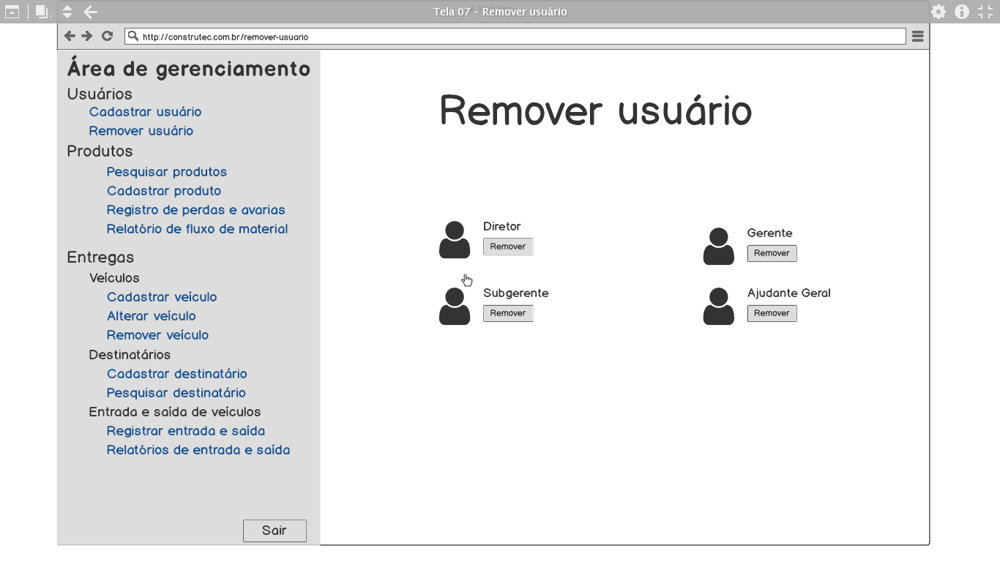 Tela 07 - Remover usuário
http://construtec.com.br/remover-usuario
Área de gerenciamento
Usuários
Cadastrar usuário
Remover usuário
Produtos
Pesquisar produtos
Cadastrar produto
Registro de perdas e avarias
Relatório de fluxo de material
Entregas
Veículos
Cadastrar veículo
Alterar veículo
Remover veículo
Destinatários
Cadastrar destinatário
Pesquisar destinatário
Entrada e saída de veículos
Registrar entrada e saída
Relatórios de entrada e saída
Sair
Remover usuário
Diretor
Remover
Gerente
Remover
Subgerente
Remover
Ajudante Geral
Remover